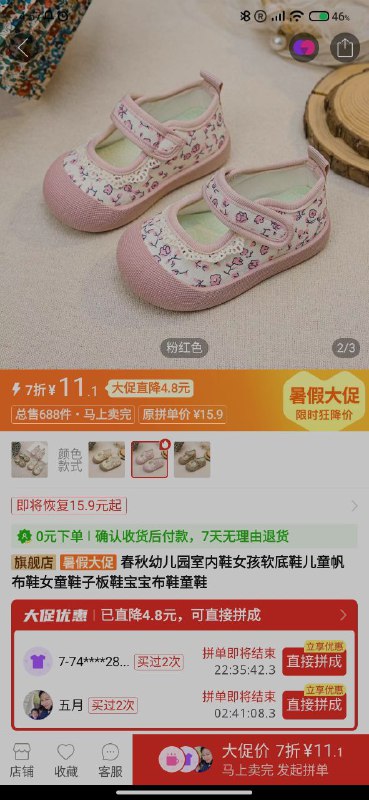 46%
粉红色
2/3
7折 ¥11.1 大促直降4.8元
总售688件·马上卖完 原拼单价 ¥15.9
暑假大促
限时狂降价
颜色
款式
即将恢复15.9元起
0元下单 | 确认收货后付款，7天无理由退货
旗舰店 暑假大促 春秋幼儿园室内鞋女孩软底鞋儿童帆
布鞋女童鞋子板鞋宝宝布鞋童鞋
大促优惠 | 已直降4.8元，可直接拼成
7-74****28... 买过2次
拼单即将结束
22:35:42.3
立享优惠
直接拼成
五月 买过2次
拼单即将结束
02:41:08.3
立享优惠
直接拼成
店铺 收藏 客服
大促价 7折 ¥11.1
马上卖完 发起拼单